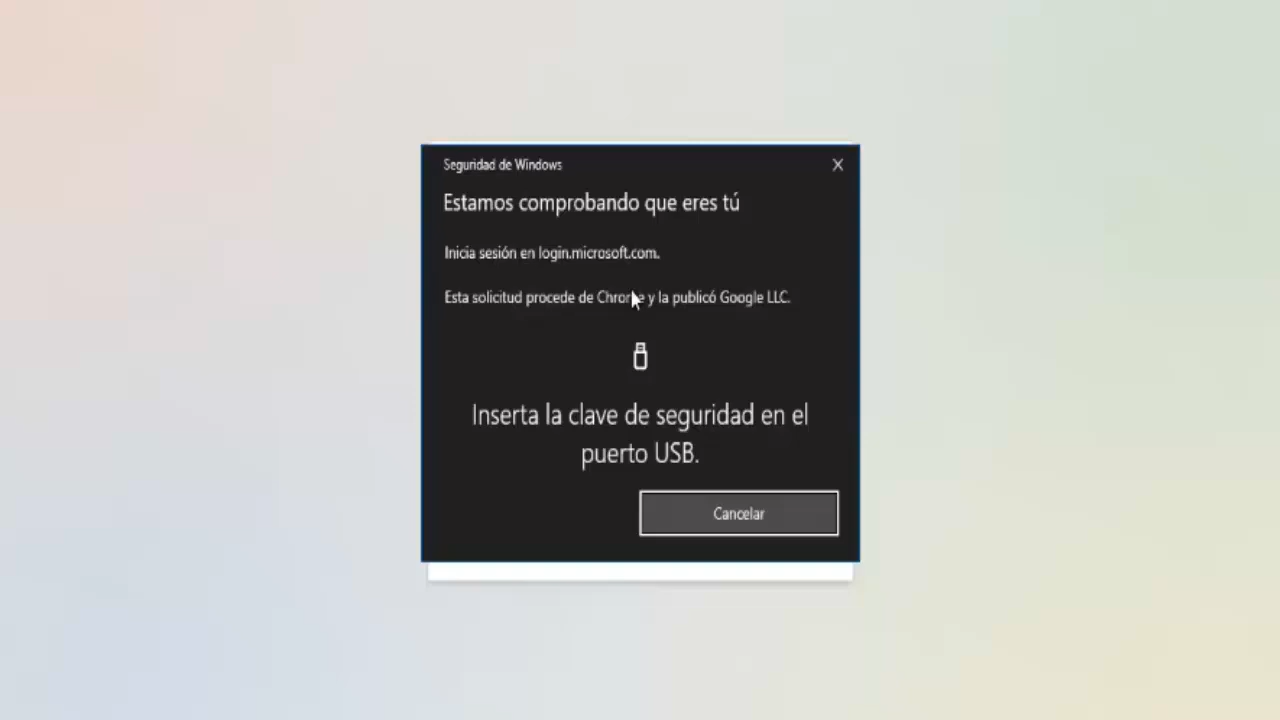 Seguridad de Windows
Estamos comprobando que eres tú
Inicia sesión en login.microsoft.com.
Esta solicitud procede de Chrome y la publicó Google LLC.
Inserta la clave de seguridad en el
puerto USB.
Cancelar